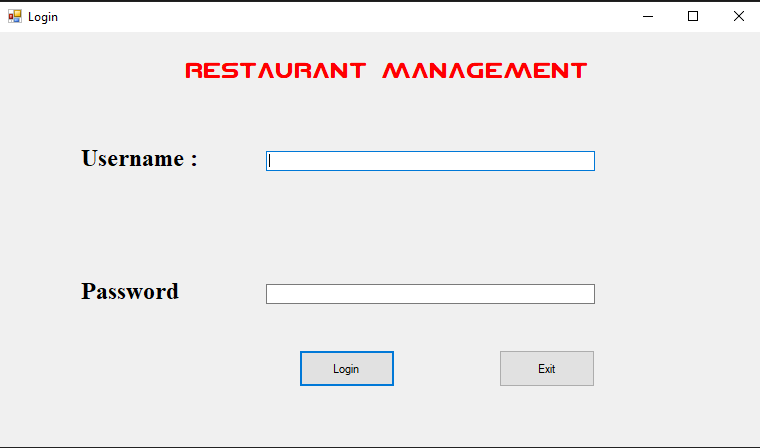 Login
RESTAURANT MANAGEMENT
Username :
Password
Login Exit